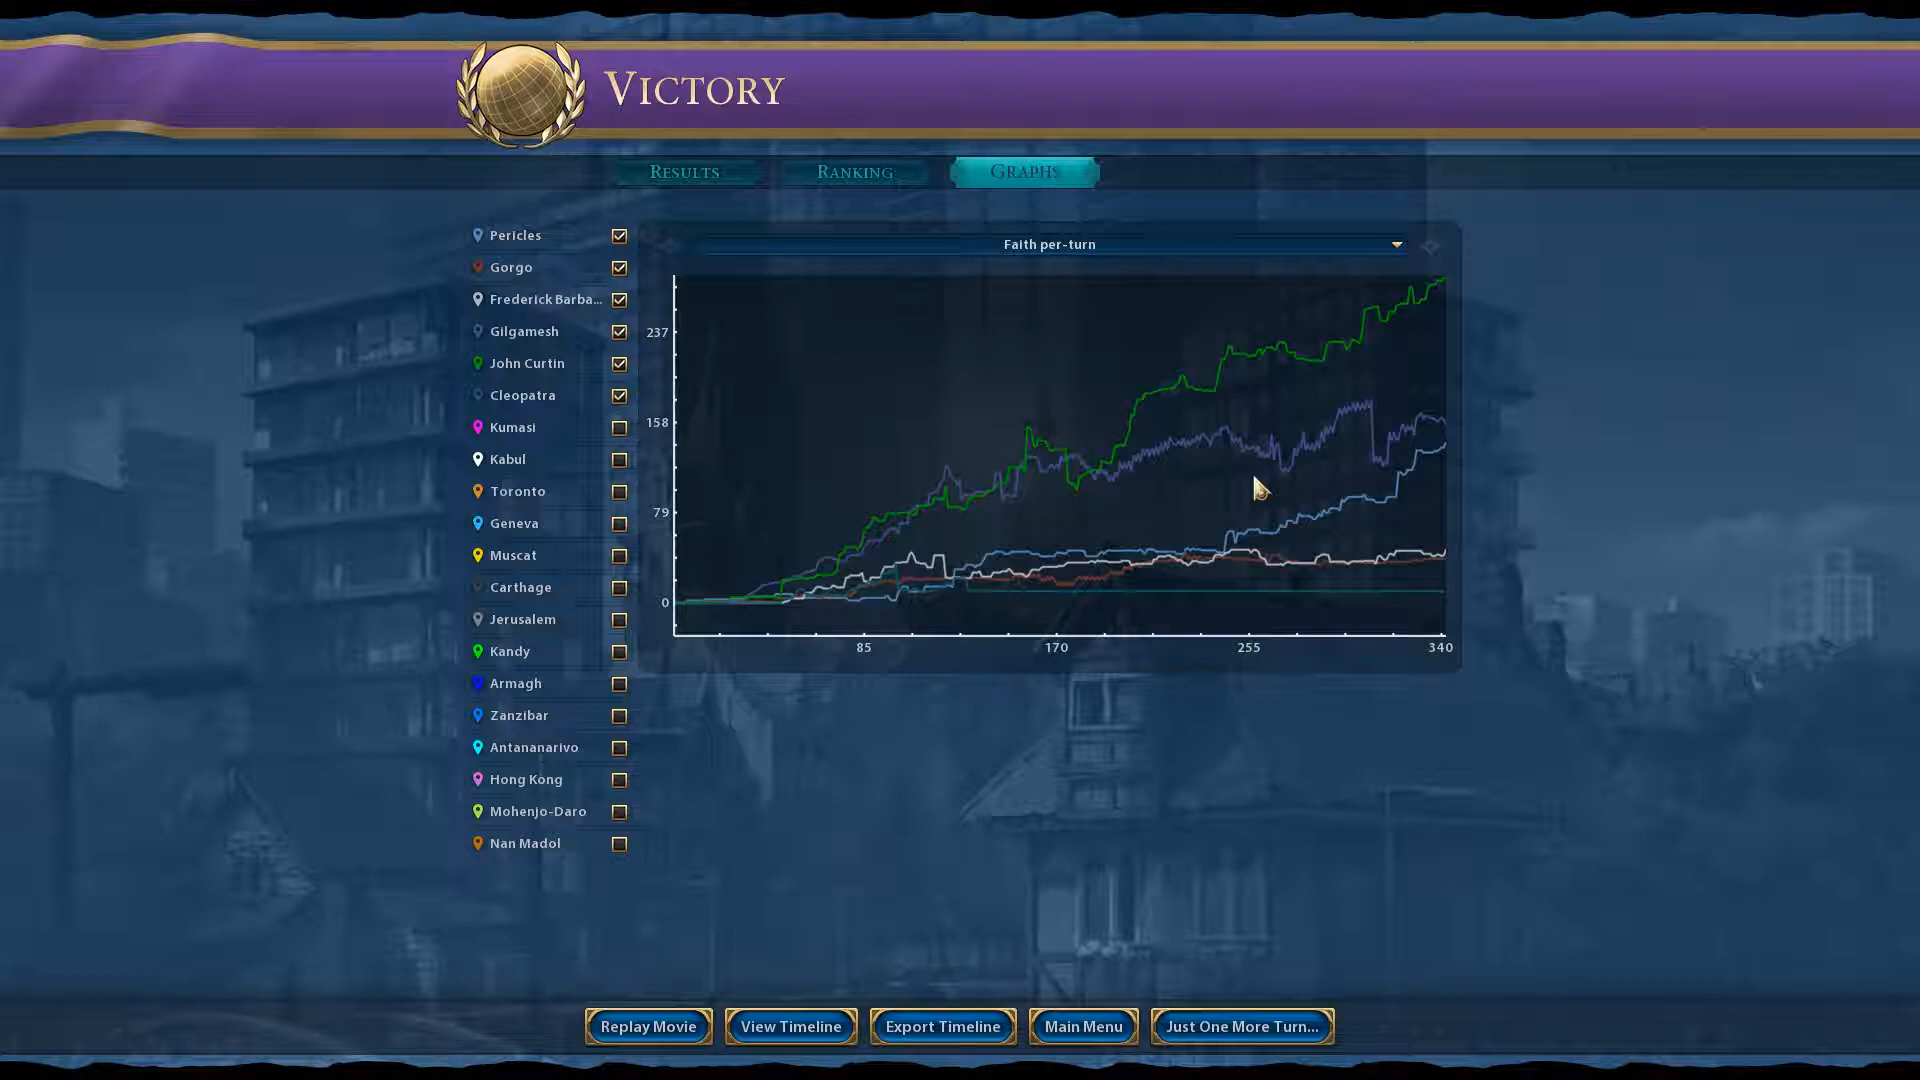 VICTORY
RESULTS
RANKING
GRAPHS
Pericles
Gorgo
Frederick Barba...
Gilgamesh
John Curtin
Cleopatra
Kumasi
Kabul
Toronto
Geneva
Muscat
Carthage
Jerusalem
Kandy
Armagh
Zanzibar
Antananarivo
Hong Kong
Mohenjo-Daro
Nan Madol
Faith per-turn
237
158
79
0
85 170 255 340
Replay Movie
View Timeline
Export Timeline
Main Menu
Just One More Turn...